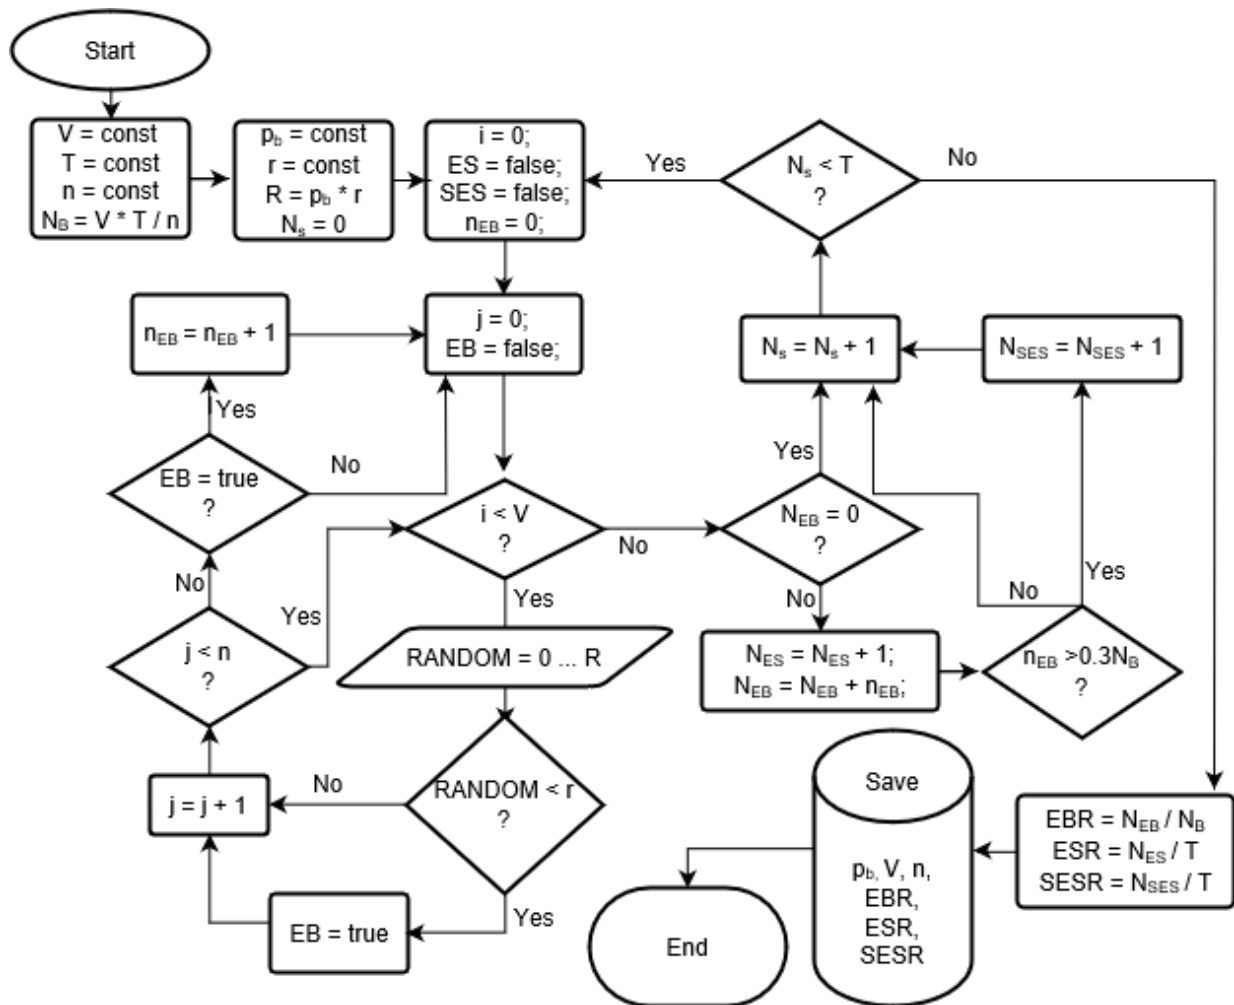 Start
V = const
T = const
n = const
N_B = V * T / n
p_b = const
r = const
R = p_b * r
N_s = 0
i = 0;
ES = false;
SES = false;
n_EB = 0;
Yes
N_s < T
?
No
n_EB = n_EB + 1
j = 0;
EB = false;
N_s = N_s + 1
N_SES = N_SES + 1
Yes
EB = true
?
No
i < V
?
No
Yes
N_EB = 0
?
No
Yes
No
Yes
j < n
?
Yes
No
Yes
RANDOM = 0 ... R
N_ES = N_ES + 1;
N_EB = N_EB + n_EB;
n_EB >0.3N_B
?
j = j + 1
No
RANDOM < r
?
Yes
EB = true
Save
p_b, V, n,
EBR,
ESR,
SESR
EBR = N_EB / N_B
ESR = N_ES / T
SESR = N_SES / T
End